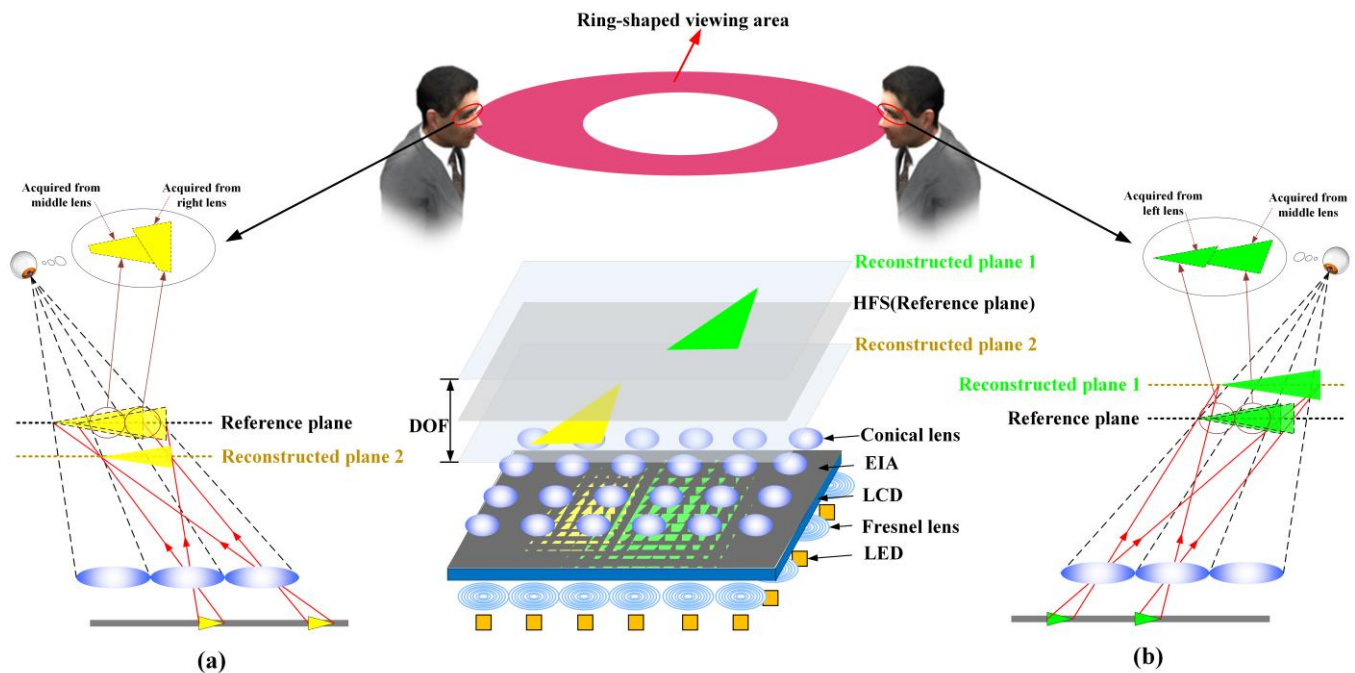 Ring-shaped viewing area
Acquired from
middle lens
Acquired from
right lens
Acquired from
left lens
Acquired from
middle lens
Reconstructed plane 1
HFS(Reference plane)
Reconstructed plane 2
DOF
Reference plane
Reconstructed plane 2
Reconstructed plane 1
Reference plane
Conical lens
EIA
LCD
Fresnel lens
LED
(a)
(b)